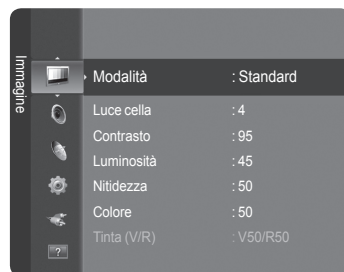 Immagine
Modalità : Standard
Luce cella : 4
Contrasto : 95
Luminosità : 45
Nitidezza : 50
Colore : 50
Tinta (V/R) : V50/R50
?